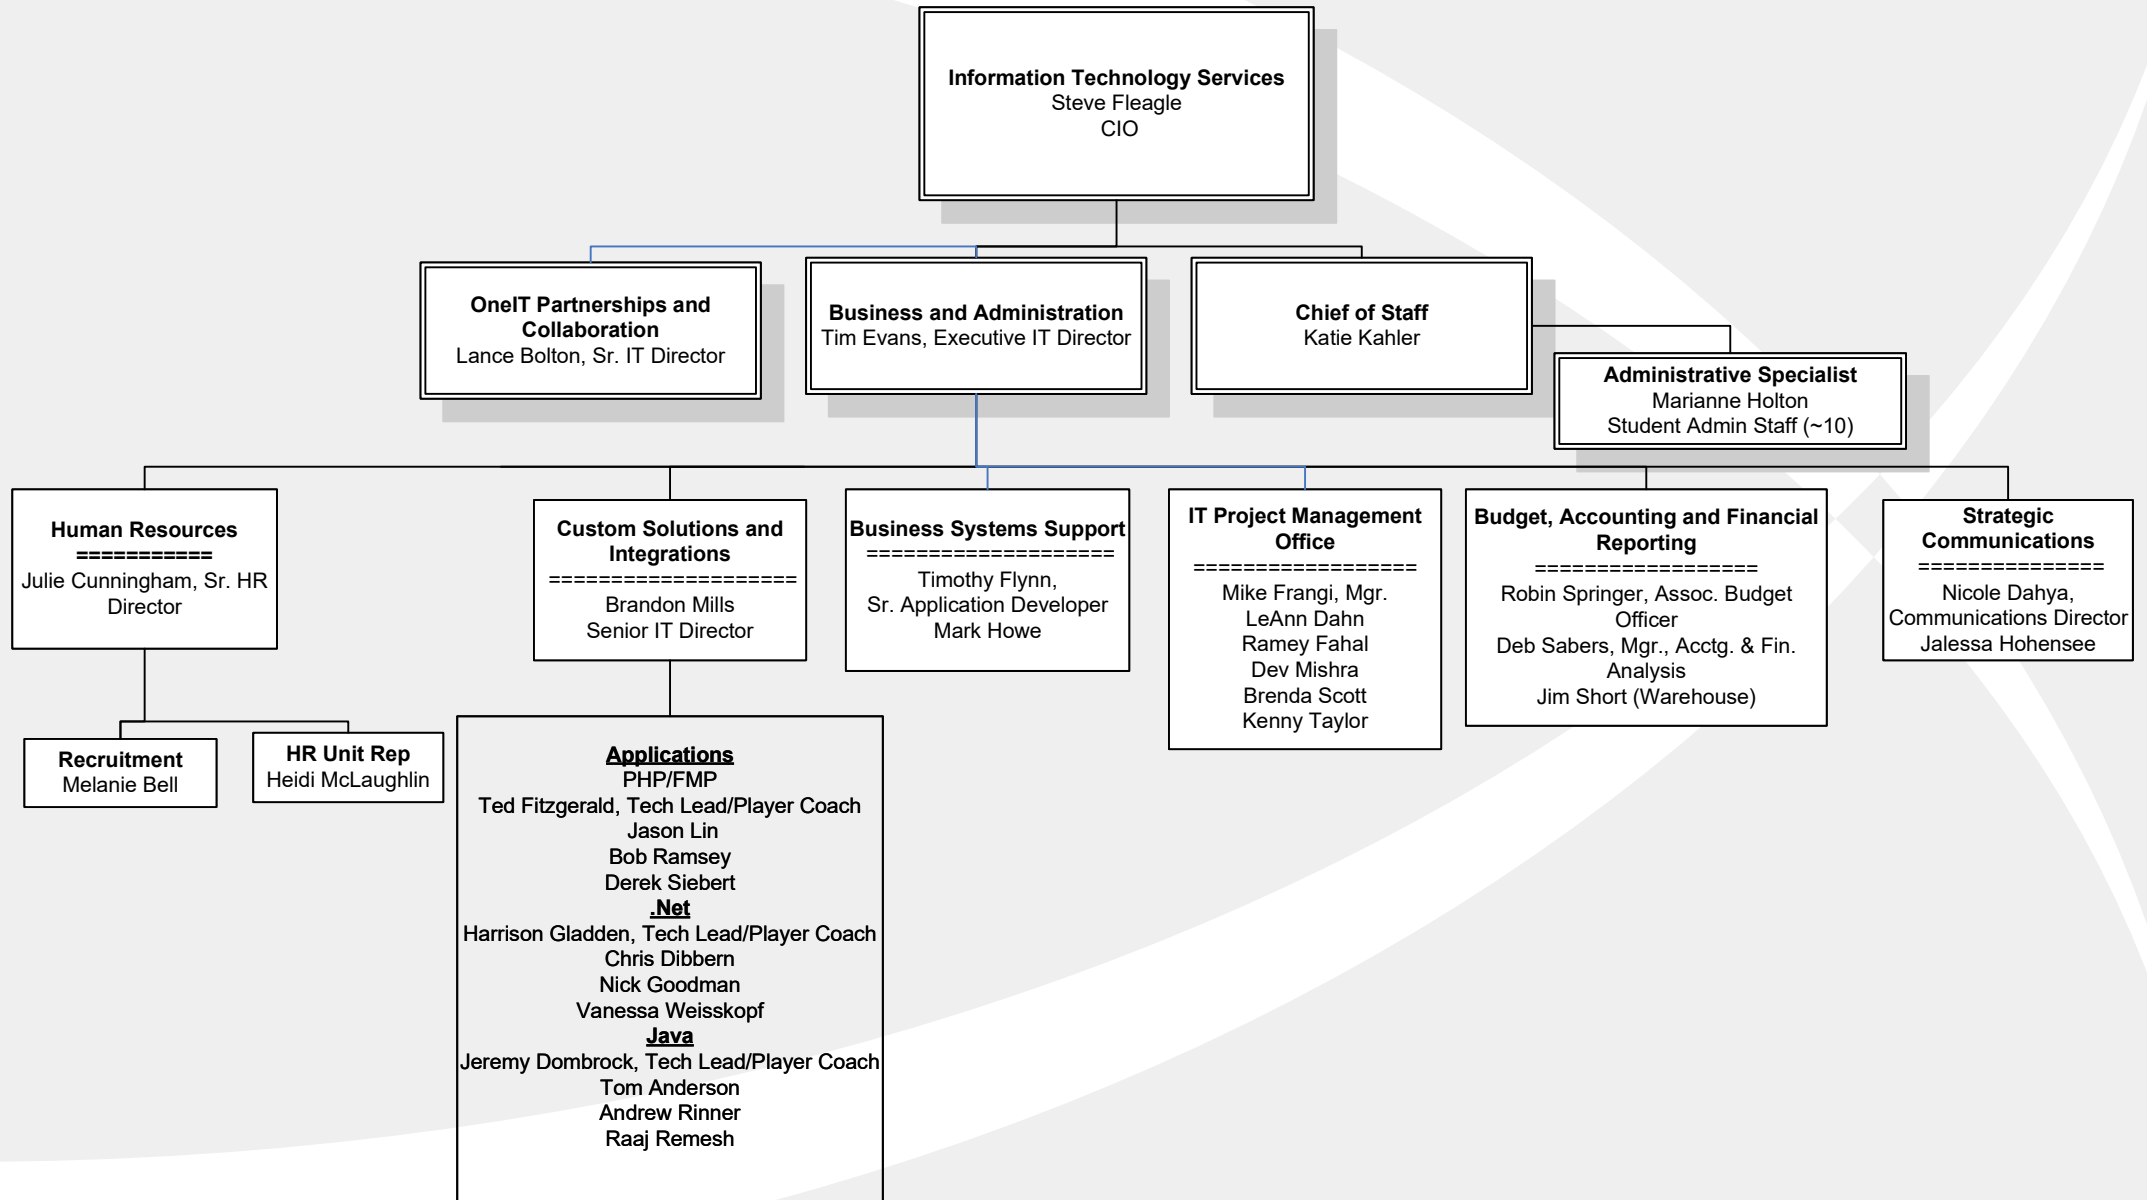 Information Technology Services
Steve Fleagle
CIO
OneIT Partnerships and
Collaboration
Lance Bolton, Sr. IT Director
Business and Administration
Tim Evans, Executive IT Director
Chief of Staff
Katie Kahler
Administrative Specialist
Marianne Holton
Student Admin Staff (~10)
Human Resources
===========
Julie Cunningham, Sr. HR
Director
Custom Solutions and
Integrations
====================
Brandon Mills
Senior IT Director
Business Systems Support
====================
Timothy Flynn,
Sr. Application Developer
Mark Howe
IT Project Management
Office
==================
Mike Frangi, Mgr.
LeAnn Dahn
Ramey Fahal
Dev Mishra
Brenda Scott
Kenny Taylor
Budget, Accounting and Financial
Reporting
==================
Robin Springer, Assoc. Budget
Officer
Deb Sabers, Mgr., Acctg. & Fin.
Analysis
Jim Short (Warehouse)
Strategic
Communications
===============
Nicole Dahya,
Communications Director
Jalessa Hohensee
Recruitment
Melanie Bell
HR Unit Rep
Heidi McLaughlin
Applications
PHP/FMP
Ted Fitzgerald, Tech Lead/Player Coach
Jason Lin
Bob Ramsey
Derek Siebert
.Net
Harrison Gladden, Tech Lead/Player Coach
Chris Dibbern
Nick Goodman
Vanessa Weisskopf
Java
Jeremy Dombrock, Tech Lead/Player Coach
Tom Anderson
Andrew Rinner
Raaj Remesh